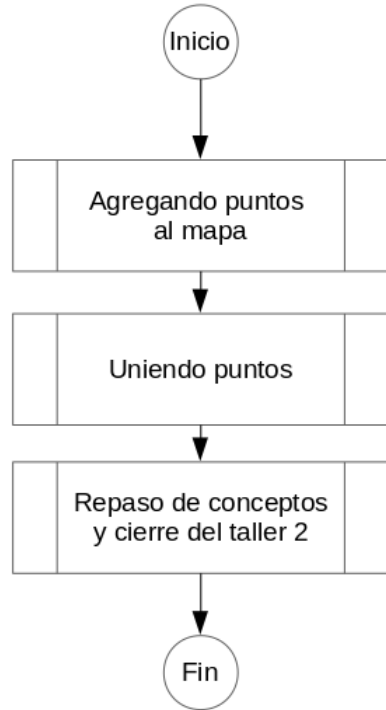 Inicio
Agregando puntos
al mapa
Uniendo puntos
Repaso de conceptos
y cierre del taller 2
Fin